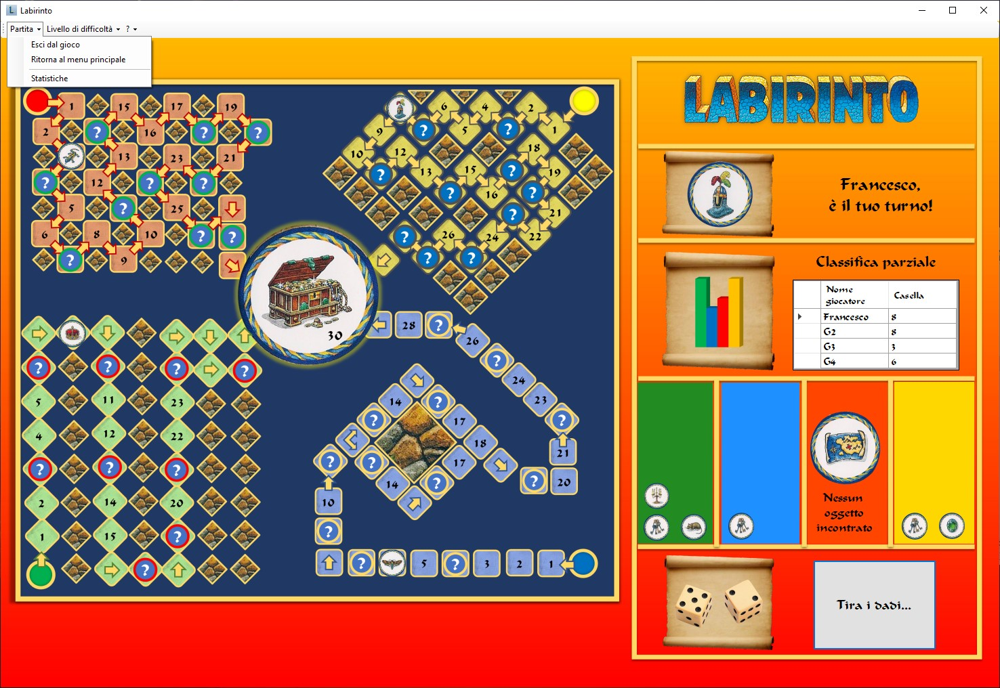 L Labirinto
Partita Livello di difficoltà ?
Esci dal gioco
Ritorna al menu principale
Statistiche
1 15 17 19
2 ? 16 ? ?
13 23 21
? 12 ? ?
5 ? 25
6 8 10 ? ?
? 9
6 4 2
9 ? 5 ? 1
10 12 18
? 13 15 ? 19
? 16 ?
? 21
? 26 24 22
? ?
30
? ? ? ?
5 11 23
4 12 22
? ? ?
2 14 20
1 15 ?
?
28 ? 26
? 24 23 ?
21
? 20
14 ?
? 17
18
? ? 17
14 ?
10
?
? 5 ? 3 2 1
LABIRINTO
Francesco,
è il tuo turno!
Classifica parziale
Nome giocatore Casella
Francesco 8
G2 8
G3 3
G4 6
Nessun
oggetto
incontrato
Tira i dadi...